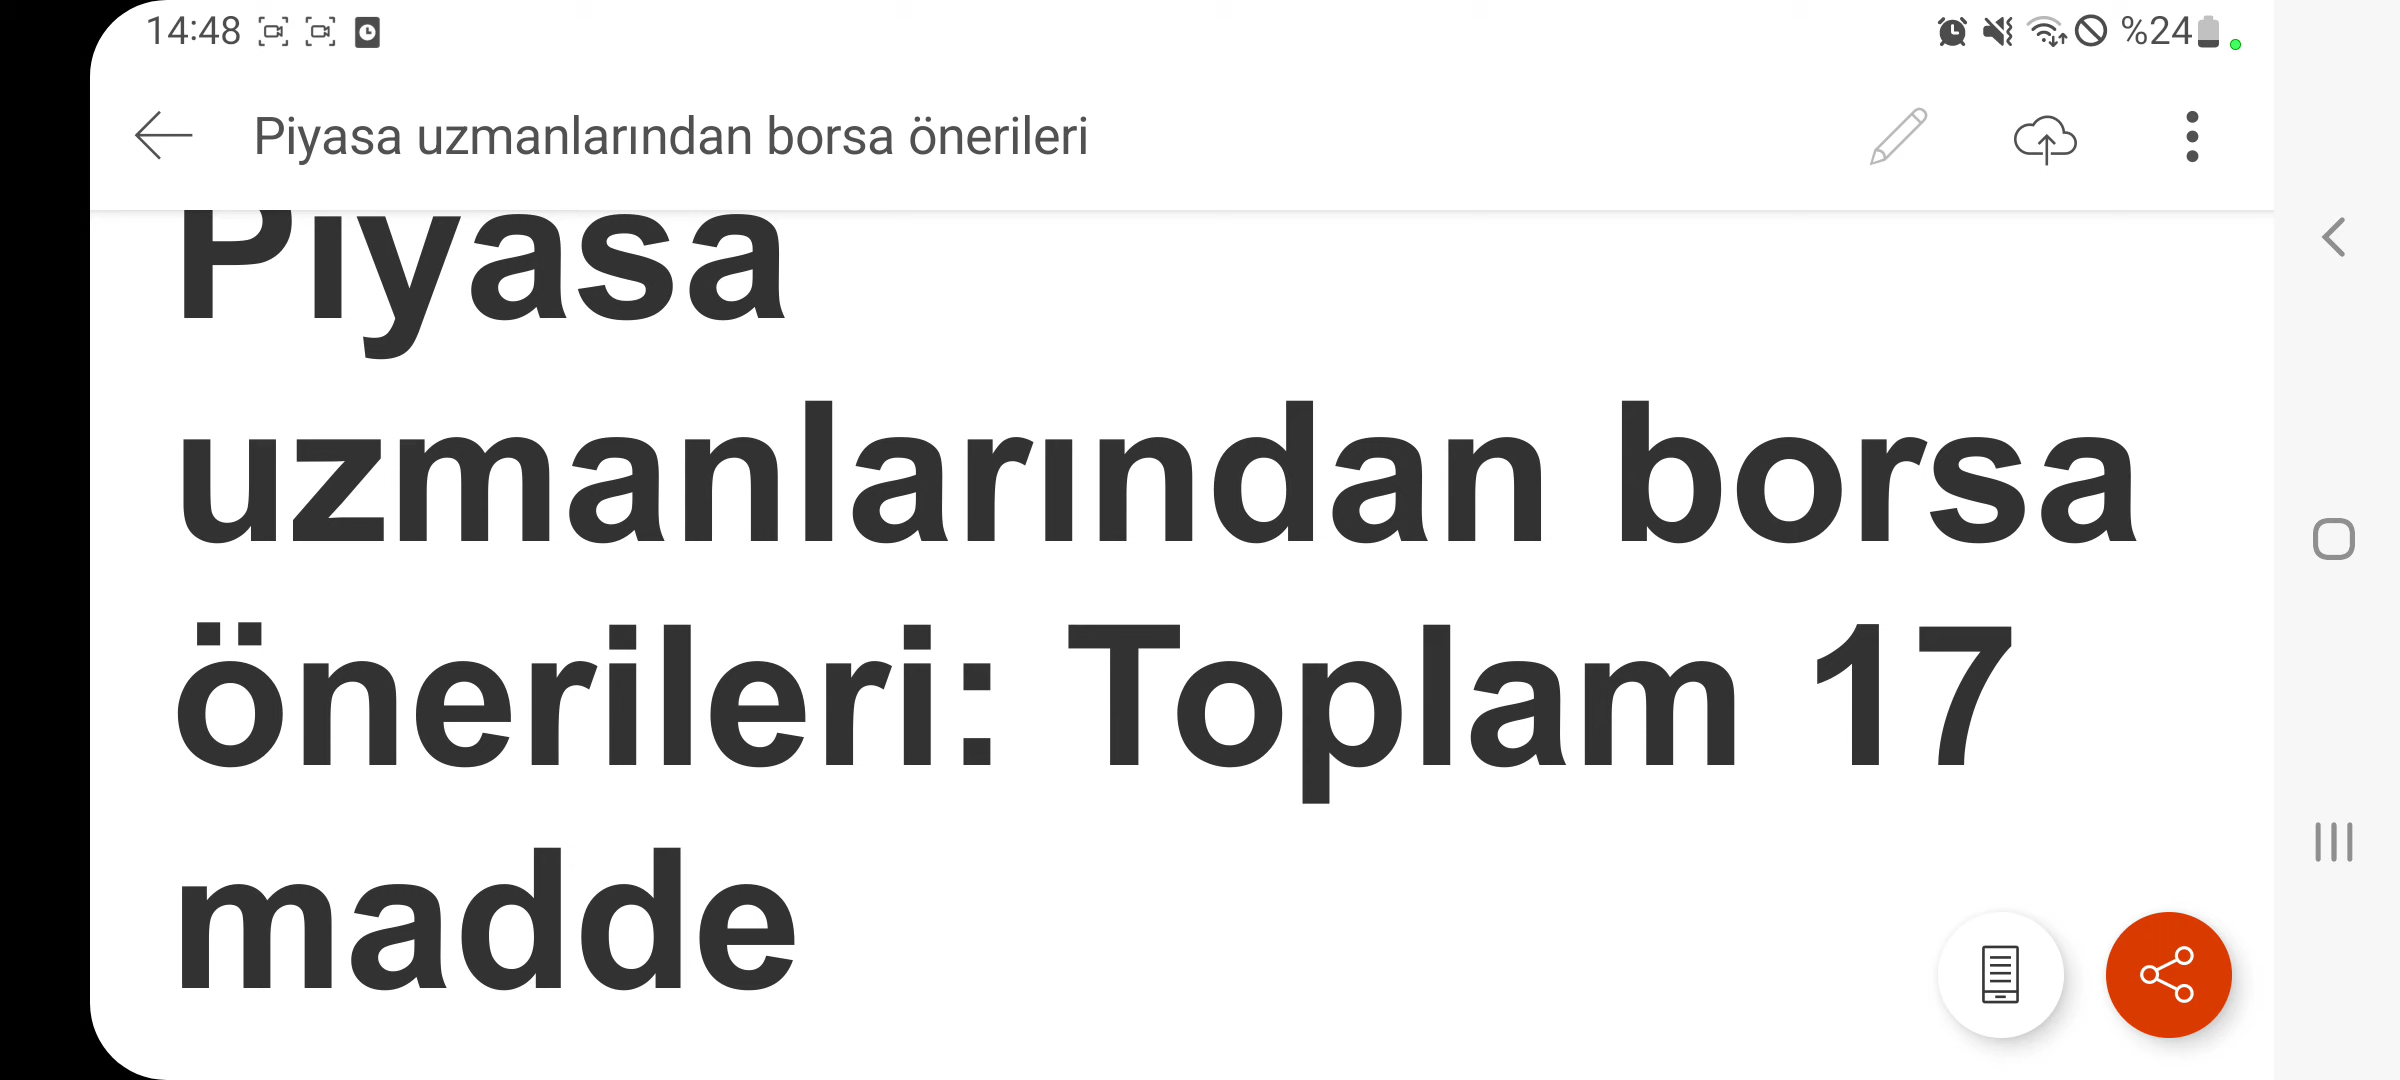 14:48 %24
Piyasa uzmanlarından borsa önerileri
Piyasa
uzmanlarından borsa
önerileri: Toplam 17
madde